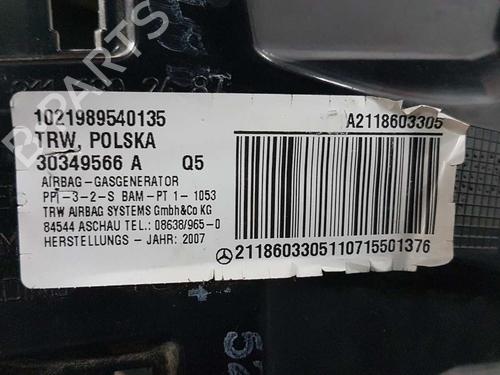 1021989540135
TRW, POLSKA
30349566 A Q5
AIRBAG-GASGENERATOR
PPI-3-2-S BAM-PT 1- 1053
TRW AIRBAG SYSTEMS GmbH&Co KG
84544 ASCHAU TEL.: 08638/965-0
HERSTELLUNGS - JAHR: 2007
A2118603305
2118603305110715501376
B-PARTS